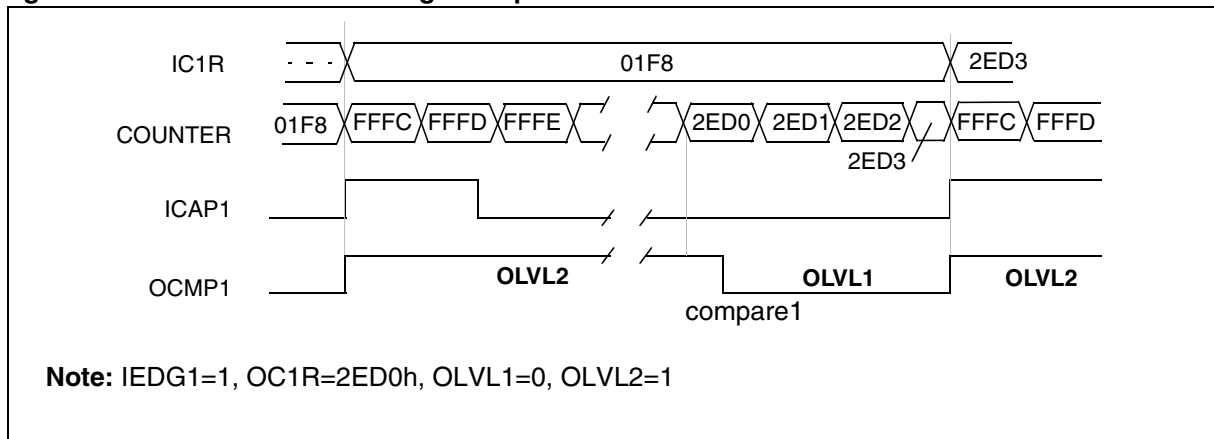 IC1R - - - 01F8 2ED3
COUNTER 01F8 FFFC FFFD FFFE 2ED0 2ED1 2ED2 FFFC FFFD
2ED3
ICAP1
OCMP1 OLVL2 OLVL1 OLVL2
compare1
Note: IEDG1=1, OC1R=2ED0h, OLVL1=0, OLVL2=1